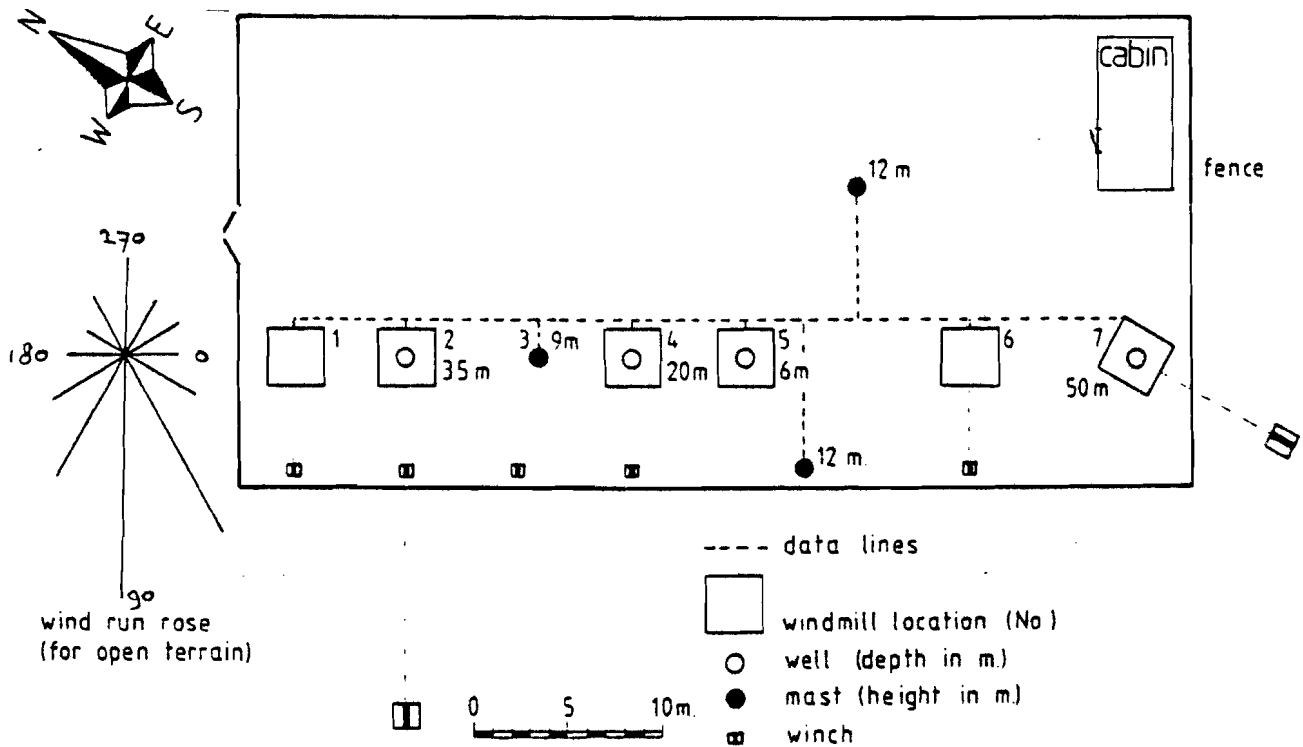 N
E
W
S
cabin
12 m
fence
270
180
0
90
1
2
35m
3 9m
4
20m
5
6m
6
7
50m
12 m.
wind run rose
(for open terrain)
data lines
windmill location (No)
well (depth in m.)
mast (height in m.)
winch
0 5 10m.